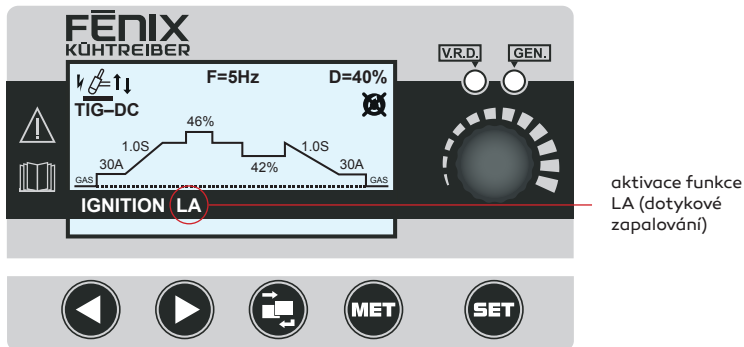 FĒNIX
KÜHTREIBER
V.R.D.
GEN.
F=5Hz
D=40%
TIG–DC
46%
1.0S
1.0S
30A
42%
30A
GAS
GAS
IGNITION LA
aktivace funkce
LA (dotykové
zapalování)
MET
SET